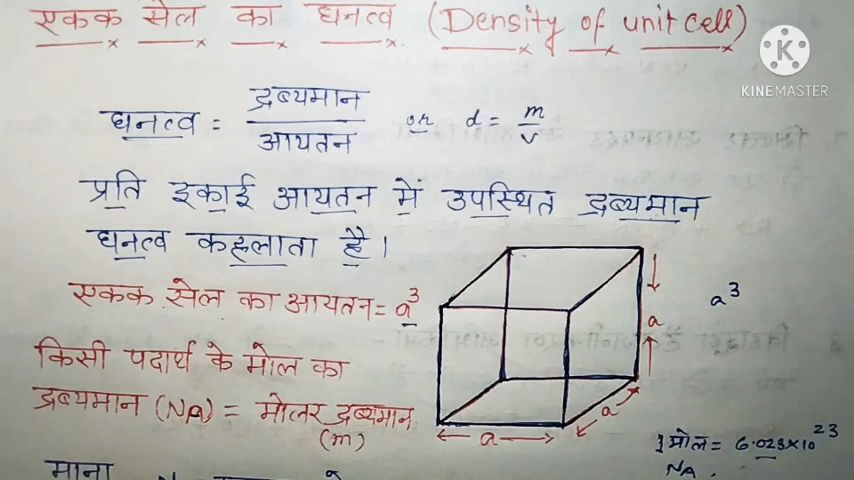 एकक सेल का घनत्व (Density of unit cell)
KINEMASTER
घनत्व = द्रव्यमान / आयतन or d = m / v
प्रति इकाई आयतन में उपस्थित द्रव्यमान
घनत्व कहलाता है।
एकक सेल का आयतन = a³
a³
a
किसी पदार्थ के मोल का
द्रव्यमान (NA) = मोलर द्रव्यमान
(m)
a
a
1 मोल = 6.023×10²³
NA .
माना